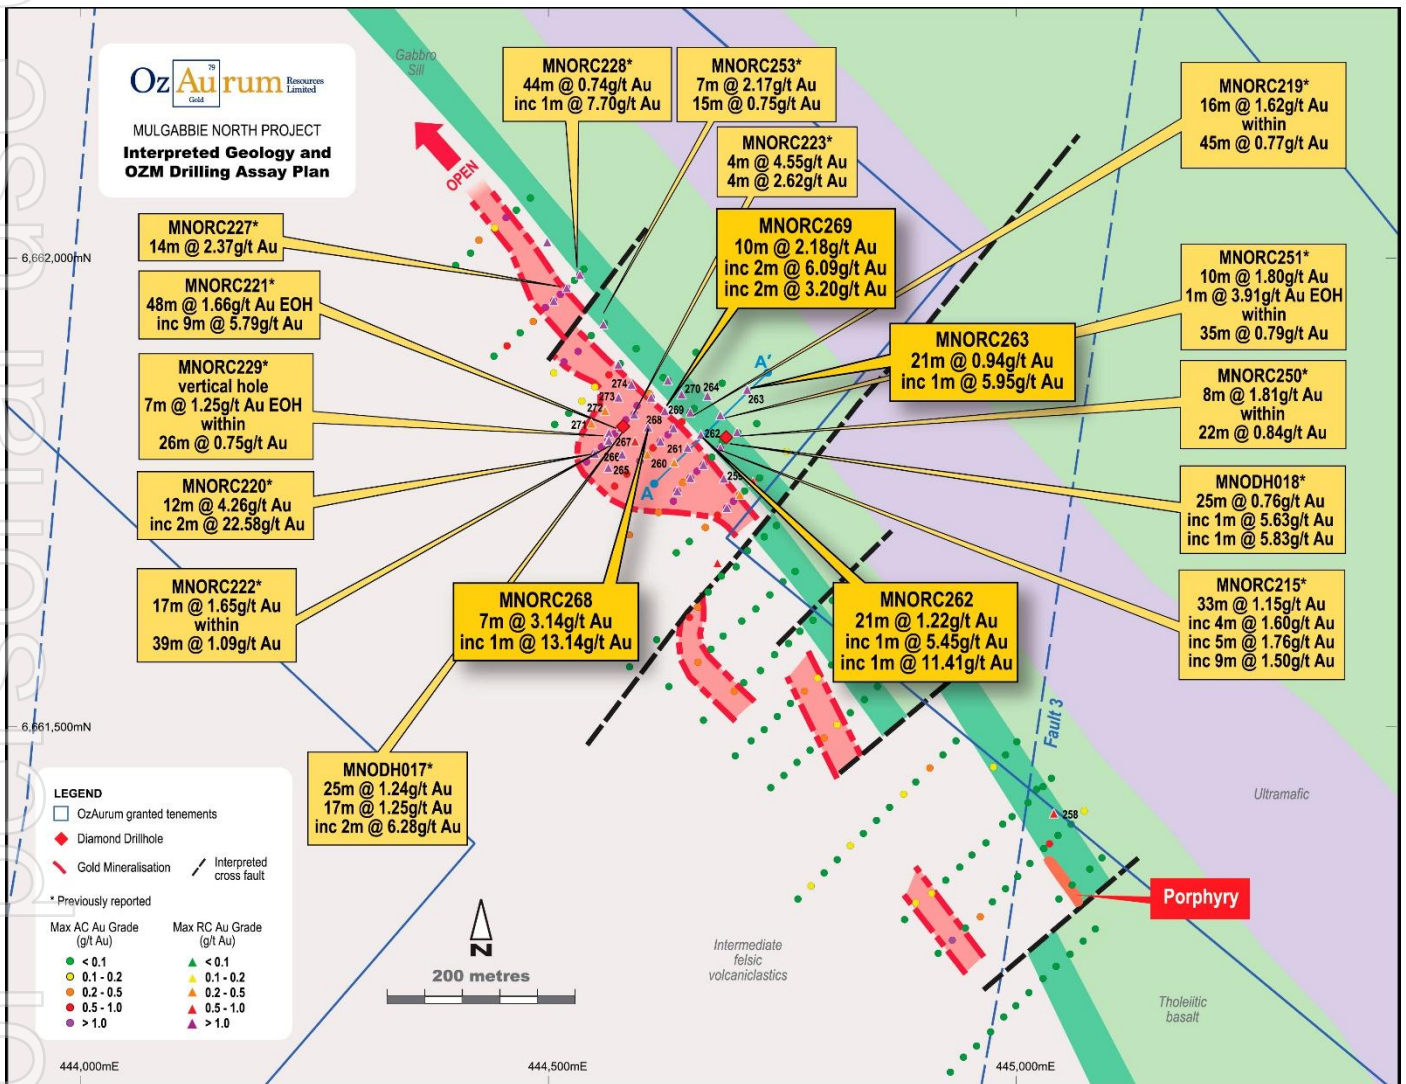 Oz Au rum Resources Limited
79
Gold
MULGABBIE NORTH PROJECT
Interpreted Geology and
OZM Drilling Assay Plan
Gabbro
Sill
OPEN
MNORC228*
44m @ 0.74g/t Au
inc 1m @ 7.70g/t Au
MNORC253*
7m @ 2.17g/t Au
15m @ 0.75g/t Au
MNORC223*
4m @ 4.55g/t Au
4m @ 2.62g/t Au
MNORC219*
16m @ 1.62g/t Au
within
45m @ 0.77g/t Au
MNORC227*
14m @ 2.37g/t Au
MNORC269
10m @ 2.18g/t Au
inc 2m @ 6.09g/t Au
inc 2m @ 3.20g/t Au
MNORC251*
10m @ 1.80g/t Au
1m @ 3.91g/t Au EOH
within
35m @ 0.79g/t Au
6,662,000mN
MNORC221*
48m @ 1.66g/t Au EOH
inc 9m @ 5.79g/t Au
MNORC263
21m @ 0.94g/t Au
inc 1m @ 5.95g/t Au
MNORC229*
vertical hole
7m @ 1.25g/t Au EOH
within
26m @ 0.75g/t Au
MNORC250*
8m @ 1.81g/t Au
within
22m @ 0.84g/t Au
A'
274
273
272
271
270
264
263
269
268
267
266
265
262
261
260
259
A
MNORC220*
12m @ 4.26g/t Au
inc 2m @ 22.58g/t Au
MNODH018*
25m @ 0.76g/t Au
inc 1m @ 5.63g/t Au
inc 1m @ 5.83g/t Au
MNORC222*
17m @ 1.65g/t Au
within
39m @ 1.09g/t Au
MNORC268
7m @ 3.14g/t Au
inc 1m @ 13.14g/t Au
MNORC262
21m @ 1.22g/t Au
inc 1m @ 5.45g/t Au
inc 1m @ 11.41g/t Au
MNORC215*
33m @ 1.15g/t Au
inc 4m @ 1.60g/t Au
inc 5m @ 1.76g/t Au
inc 9m @ 1.50g/t Au
6,661,500mN
Fault 3
MNODH017*
25m @ 1.24g/t Au
17m @ 1.25g/t Au
inc 2m @ 6.28g/t Au
Ultramafic
258
Porphyry
LEGEND
OzAurum granted tenements
Diamond Drillhole
Gold Mineralisation
Interpreted
cross fault
* Previously reported
Max AC Au Grade
(g/t Au)
< 0.1
0.1 - 0.2
0.2 - 0.5
0.5 - 1.0
> 1.0
Max RC Au Grade
(g/t Au)
< 0.1
0.1 - 0.2
0.2 - 0.5
0.5 - 1.0
> 1.0
N
200 metres
Intermediate
felsic
volcaniclastics
Tholeiitic
basalt
444,000mE
444,500mE
445,000mE